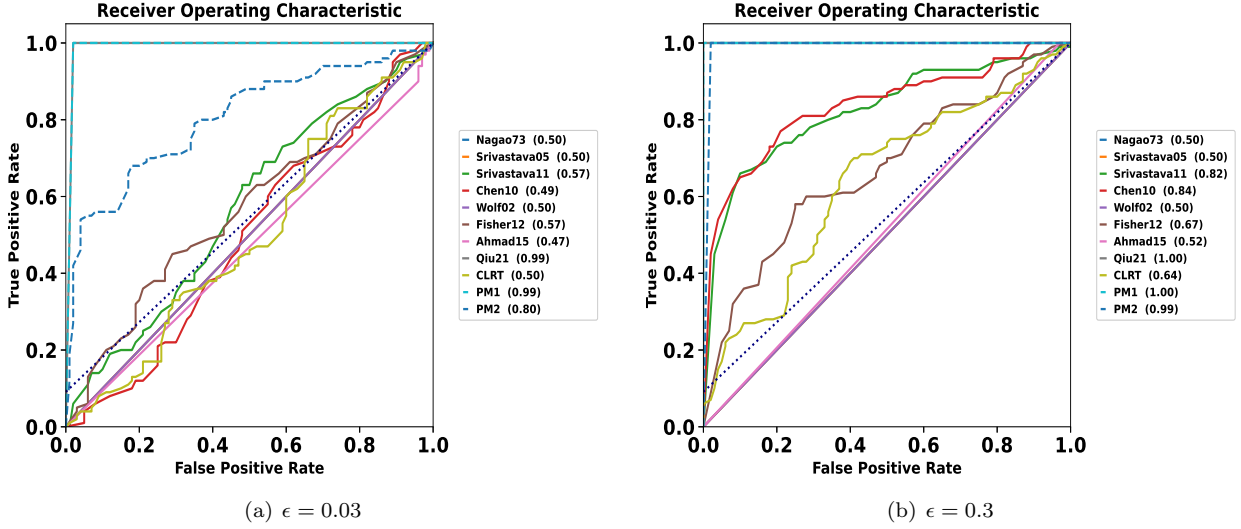 Receiver Operating Characteristic
True Positive Rate
1.0
0.8
0.6
0.4
0.2
0.0
0.0 0.2 0.4 0.6 0.8 1.0
False Positive Rate
Nagao73 (0.50)
Srivastava05 (0.50)
Srivastava11 (0.57)
Chen10 (0.49)
Wolf02 (0.50)
Fisher12 (0.57)
Ahmad15 (0.47)
Qiu21 (0.99)
CLRT (0.50)
PM1 (0.99)
PM2 (0.80)
(a) ϵ = 0.03
Receiver Operating Characteristic
True Positive Rate
1.0
0.8
0.6
0.4
0.2
0.0
0.0 0.2 0.4 0.6 0.8 1.0
False Positive Rate
Nagao73 (0.50)
Srivastava05 (0.50)
Srivastava11 (0.82)
Chen10 (0.84)
Wolf02 (0.50)
Fisher12 (0.67)
Ahmad15 (0.52)
Qiu21 (1.00)
CLRT (0.64)
PM1 (1.00)
PM2 (0.99)
(b) ϵ = 0.3